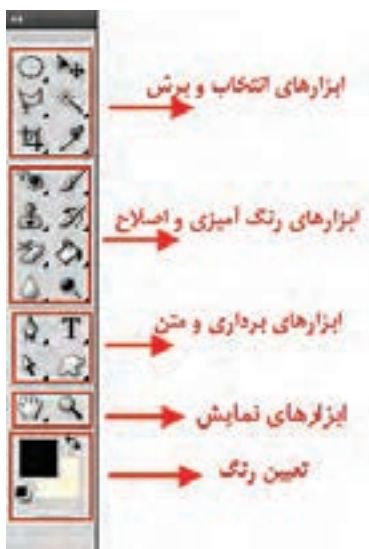 ابزارهای انتخاب و برش
ابزارهای رنگ آمیزی و اصلاح
ابزارهای برداری و متن
ابزارهای نمایش
تعیین رنگ